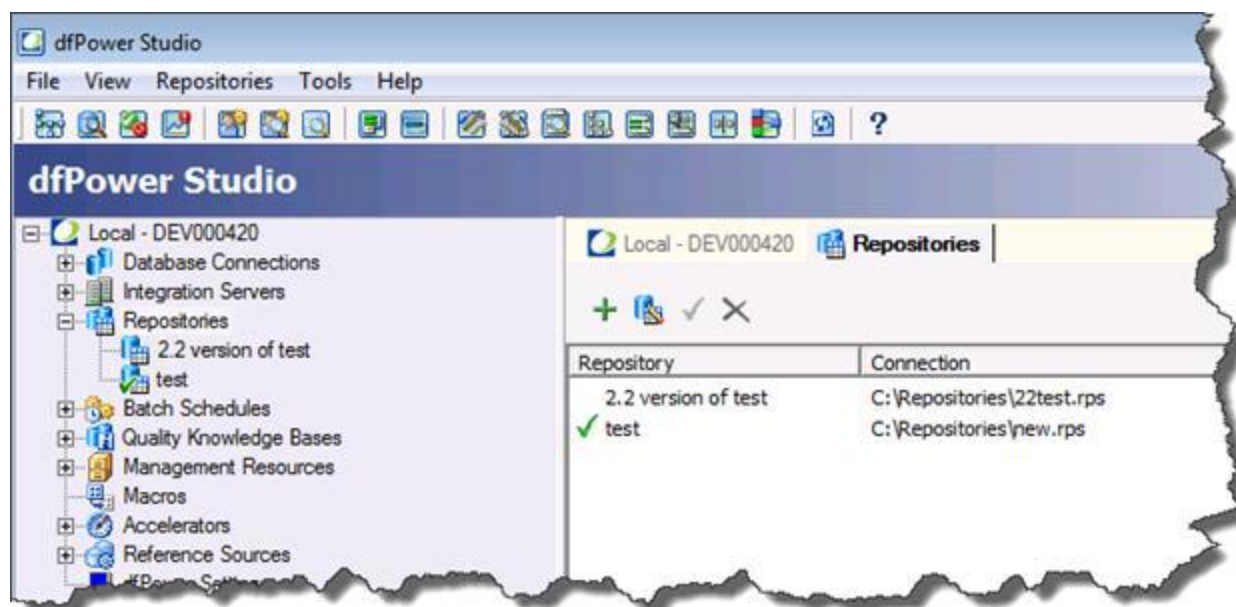 dfPower Studio
File View Repositories Tools Help
?
dfPower Studio
Local - DEV000420
Database Connections
Integration Servers
Repositories
2.2 version of test
test
Batch Schedules
Quality Knowledge Bases
Management Resources
Macros
Accelerators
Reference Sources
Local - DEV000420 Repositories
Repository Connection
2.2 version of test C:\Repositories\22test.rps
test C:\Repositories\new.rps